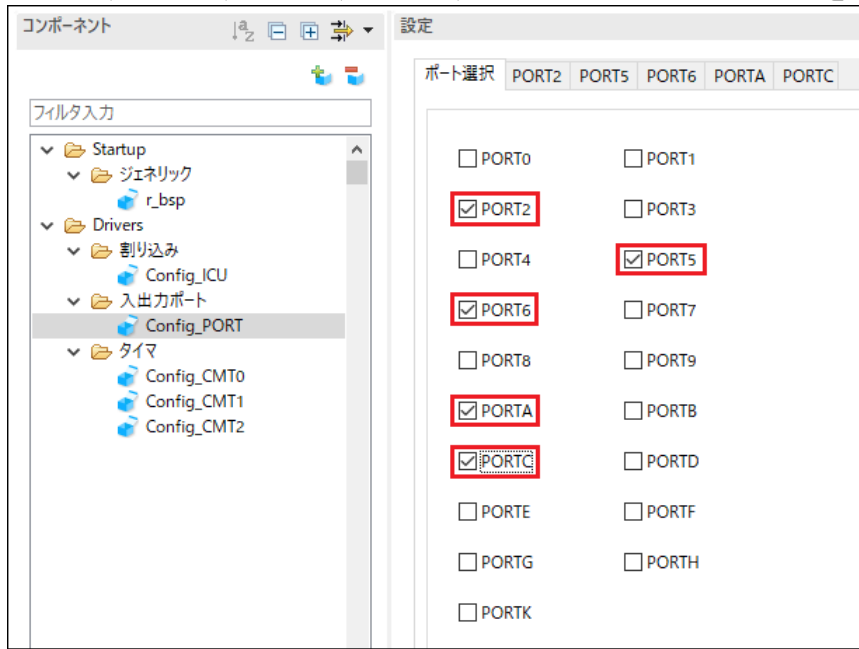 コンポーネント
設定
ポート選択 PORT2 PORT5 PORT6 PORTA PORTC
フィルタ入力
Startup
ジェネリック
r_bsp
Drivers
割り込み
Config_ICU
入出力ポート
Config_PORT
タイマ
Config_CMT0
Config_CMT1
Config_CMT2
PORT0 PORT1
PORT2 PORT3
PORT4 PORT5
PORT6 PORT7
PORT8 PORT9
PORTA PORTB
PORTC PORTD
PORTE PORTF
PORTG PORTH
PORTK